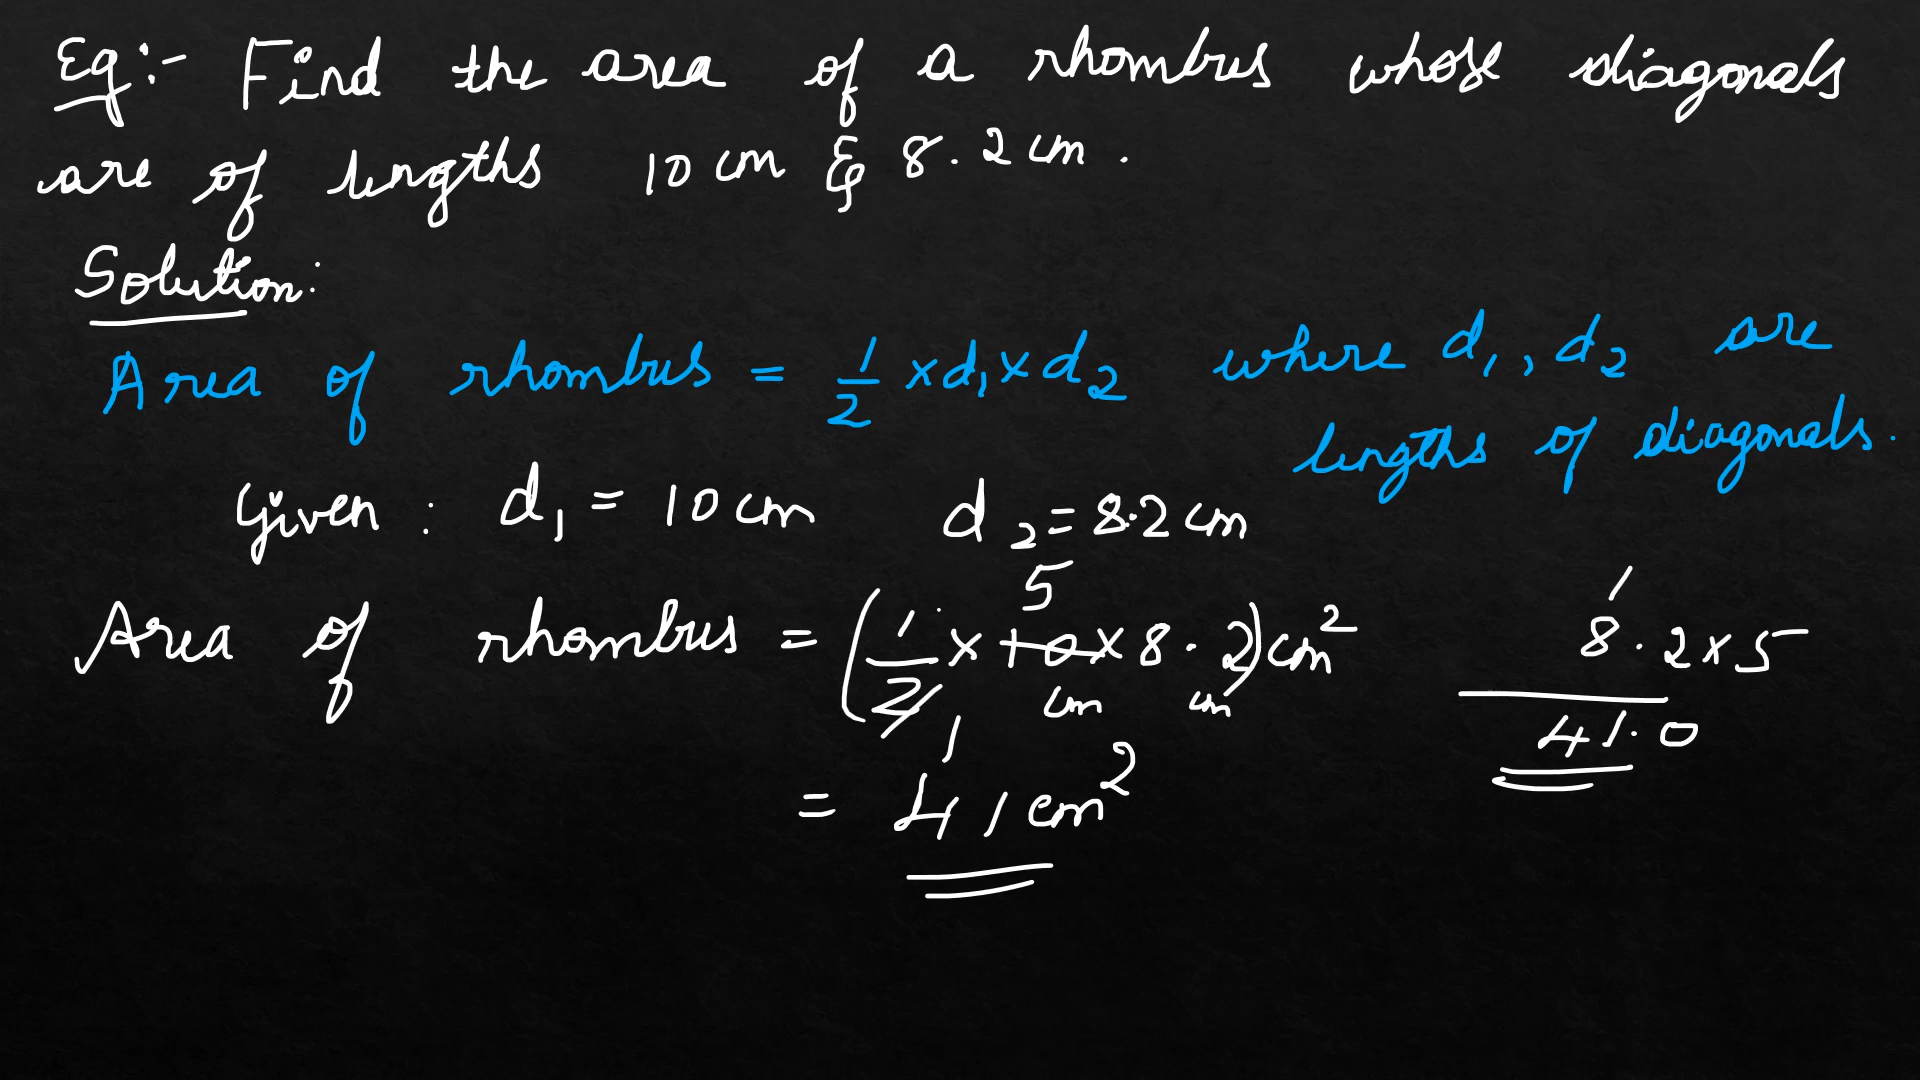 Eg:- Find the area of a rhombus whose diagonals
are of lengths 10 cm & 8.2 cm.
Solution:
Area of rhombus = 1/2 × d₁ × d₂ where d₁, d₂ are
lengths of diagonals.
Given : d₁ = 10 cm d₂ = 8.2 cm
5
Area of rhombus = (1/2 × 10 × 8.2) cm²
cm cm
1
= 41 cm²
1
8.2 × 5
41.0